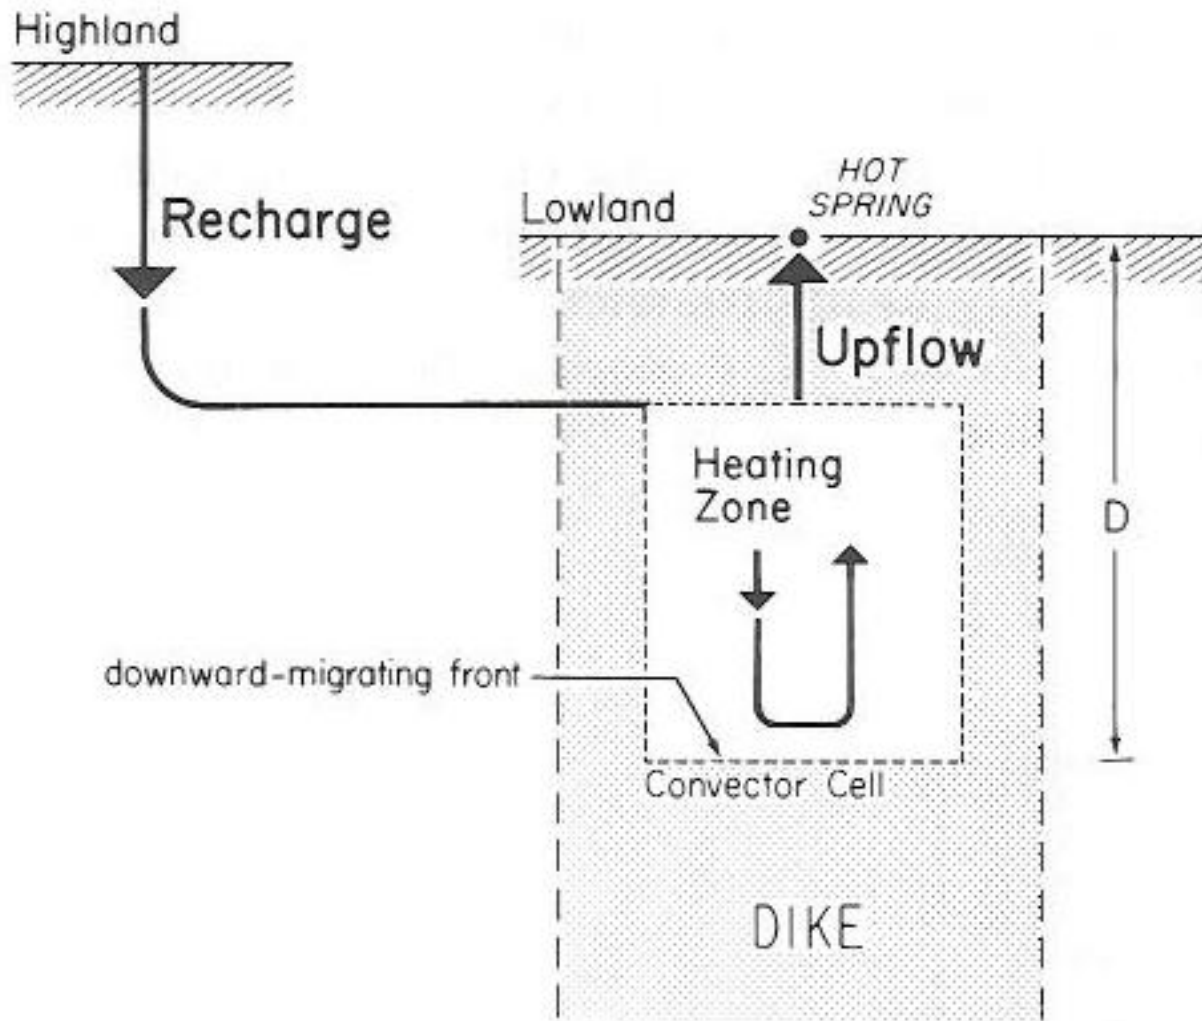 Highland
Recharge
Lowland
HOT
SPRING
Upflow
Heating
Zone
D
downward-migrating front
Convector Cell
DIKE